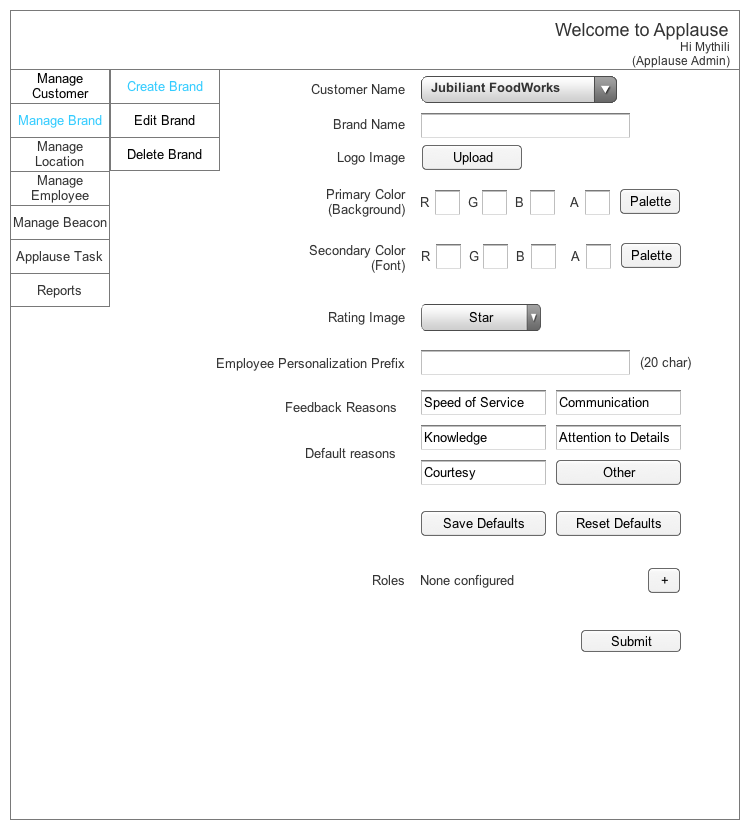 Welcome to Applause
Hi Mythili
(Applause Admin)
Manage
Customer
Manage Brand
Manage
Location
Manage
Employee
Manage Beacon
Applause Task
Reports
Create Brand
Edit Brand
Delete Brand
Customer Name Jubiliant FoodWorks
Brand Name
Logo Image Upload
Primary Color
(Background) R G B A Palette
Secondary Color
(Font) R G B A Palette
Rating Image Star
Employee Personalization Prefix (20 char)
Feedback Reasons Speed of Service Communication
Default reasons Knowledge Attention to Details
Courtesy Other
Save Defaults Reset Defaults
Roles None configured +
Submit